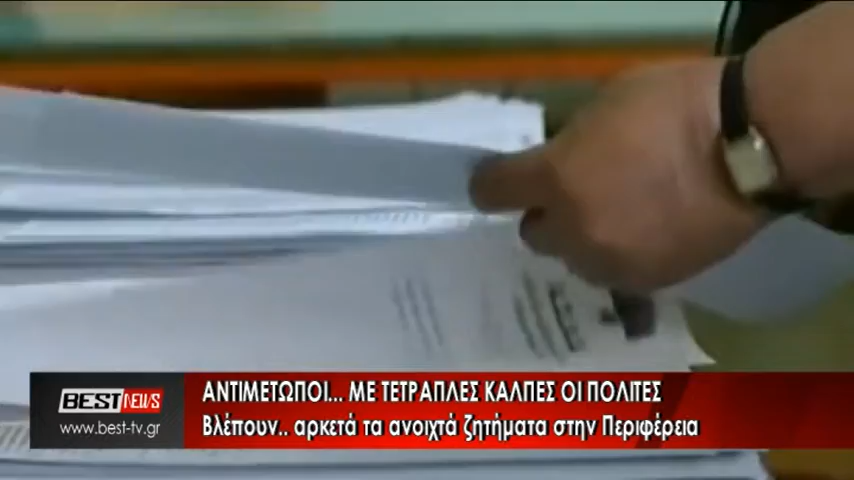 ΑΝΤΙΜΕΤΩΠΟΙ... ΜΕ ΤΕΤΡΑΠΛΕΣ ΚΑΛΠΕΣ ΟΙ ΠΟΛΙΤΕΣ
BEST NEWS
www.best-tv.gr
Βλέπουν.. αρκετά τα ανοιχτά ζητήματα στην Περιφέρεια